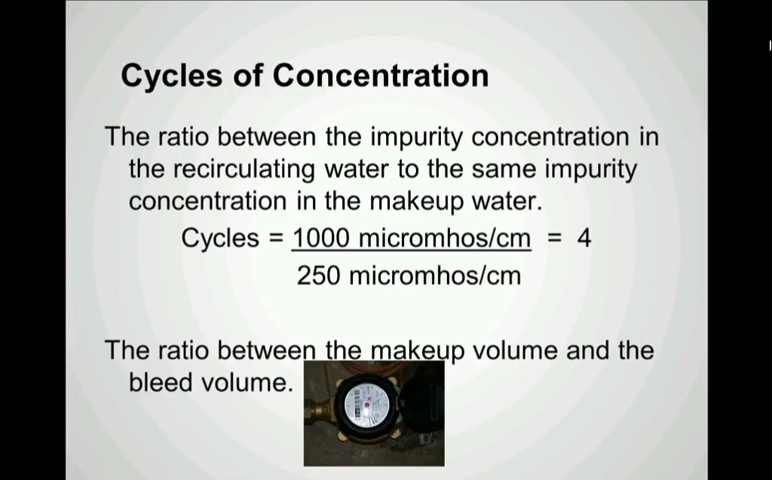 Cycles of Concentration
The ratio between the impurity concentration in
the recirculating water to the same impurity
concentration in the makeup water.
Cycles = 1000 micromhos/cm = 4
250 micromhos/cm
The ratio between the makeup volume and the
bleed volume.